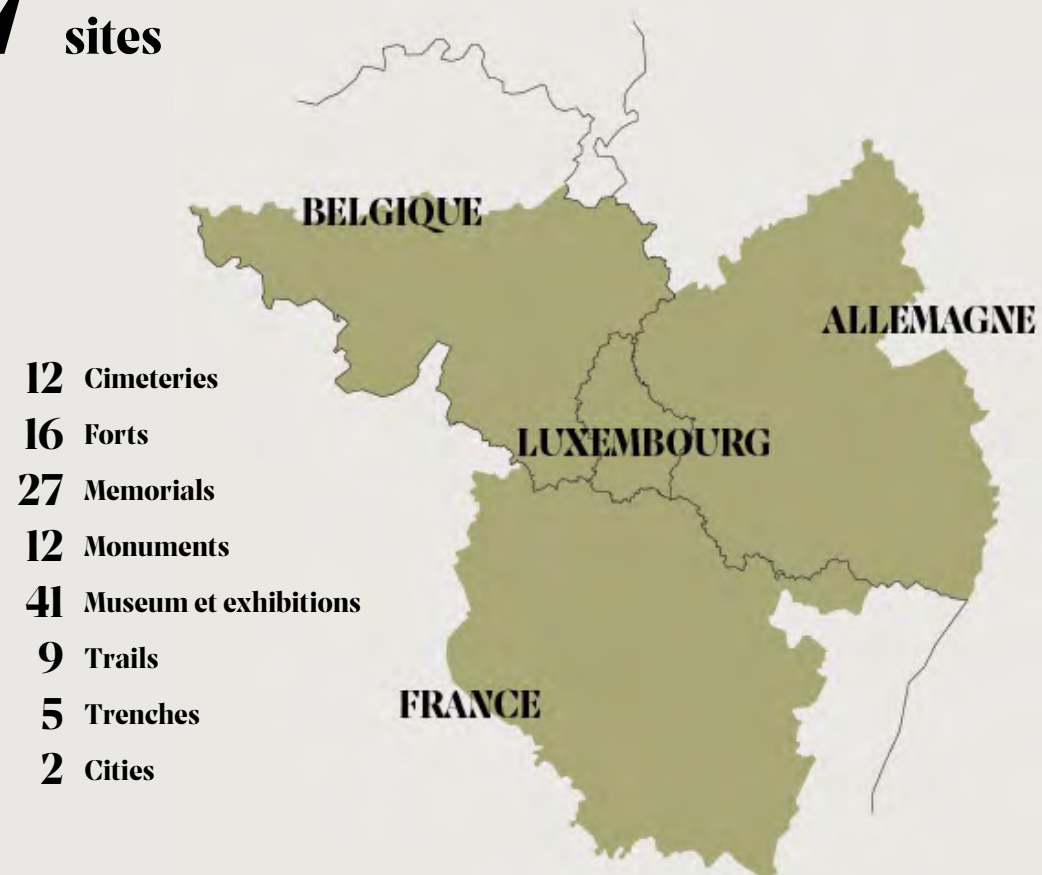 sites
BELGIQUE
ALLEMAGNE
LUXEMBOURG
FRANCE
12 Cimeteries
16 Forts
27 Memorials
12 Monuments
41 Museum et exhibitions
9 Trails
5 Trenches
2 Cities